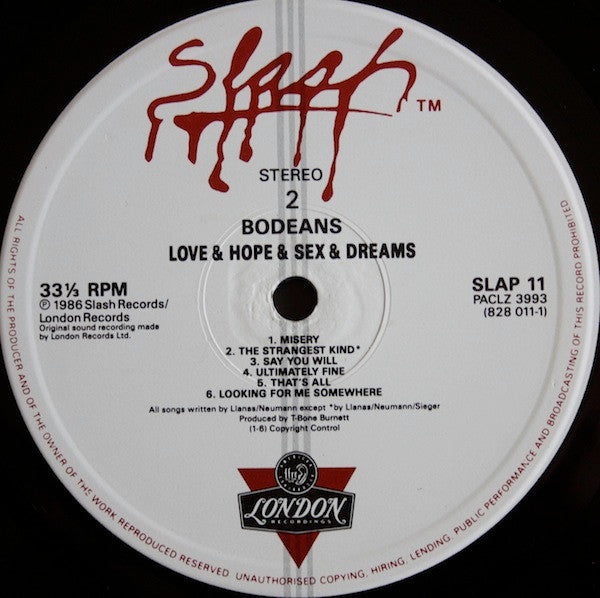 Slash ™
STEREO
2
BODEANS
LOVE & HOPE & SEX & DREAMS
33⅓ RPM
℗ 1986 Slash Records/
London Records
Original sound recording made
by London Records Ltd.
SLAP 11
PACLZ 3993
(828 011-1)
1. MISERY
2. THE STRANGEST KIND*
3. SAY YOU WILL
4. ULTIMATELY FINE
5. THAT'S ALL
6. LOOKING FOR ME SOMEWHERE
All songs written by Llanas/Neumann except *by Llanas/Neumann/Sieger
Produced by T-Bone Burnett
(1-6) Copyright Control
LONDON
RECORDINGS
ALL RIGHTS OF THE PRODUCER AND OF THE OWNER OF THE WORK REPRODUCED RESERVED. UNAUTHORISED COPYING, HIRING, LENDING, PUBLIC PERFORMANCE AND BROADCASTING OF THIS RECORD PROHIBITED